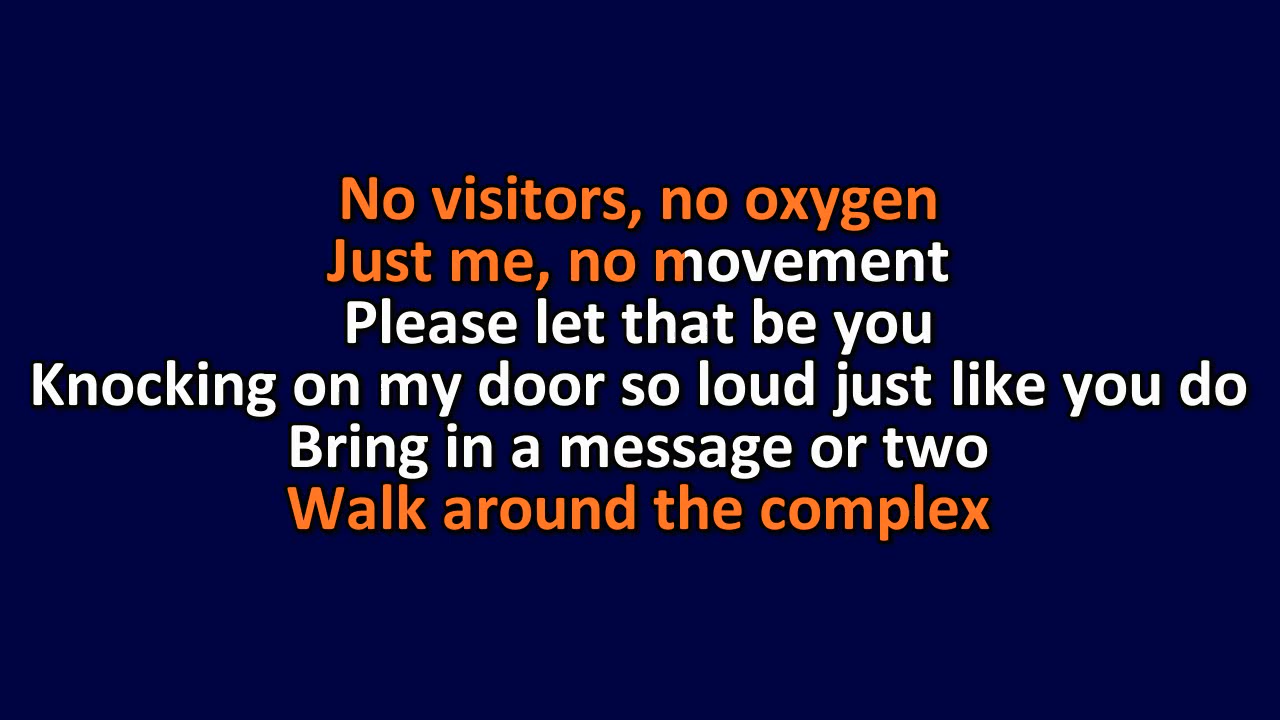 No visitors, no oxygen
Just me, no movement
Please let that be you
Knocking on my door so loud just like you do
Bring in a message or two
Walk around the complex